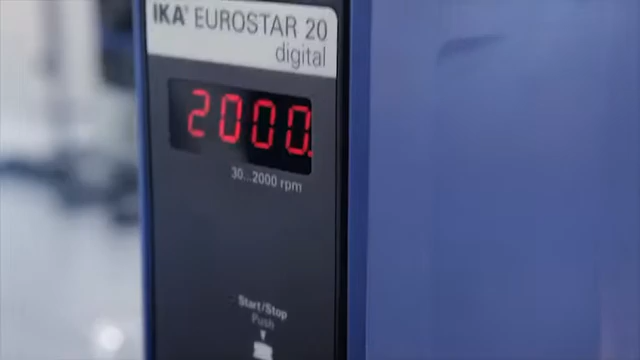 IKA® EUROSTAR 20
digital
2000.
30...2000 rpm
Start/Stop
Push